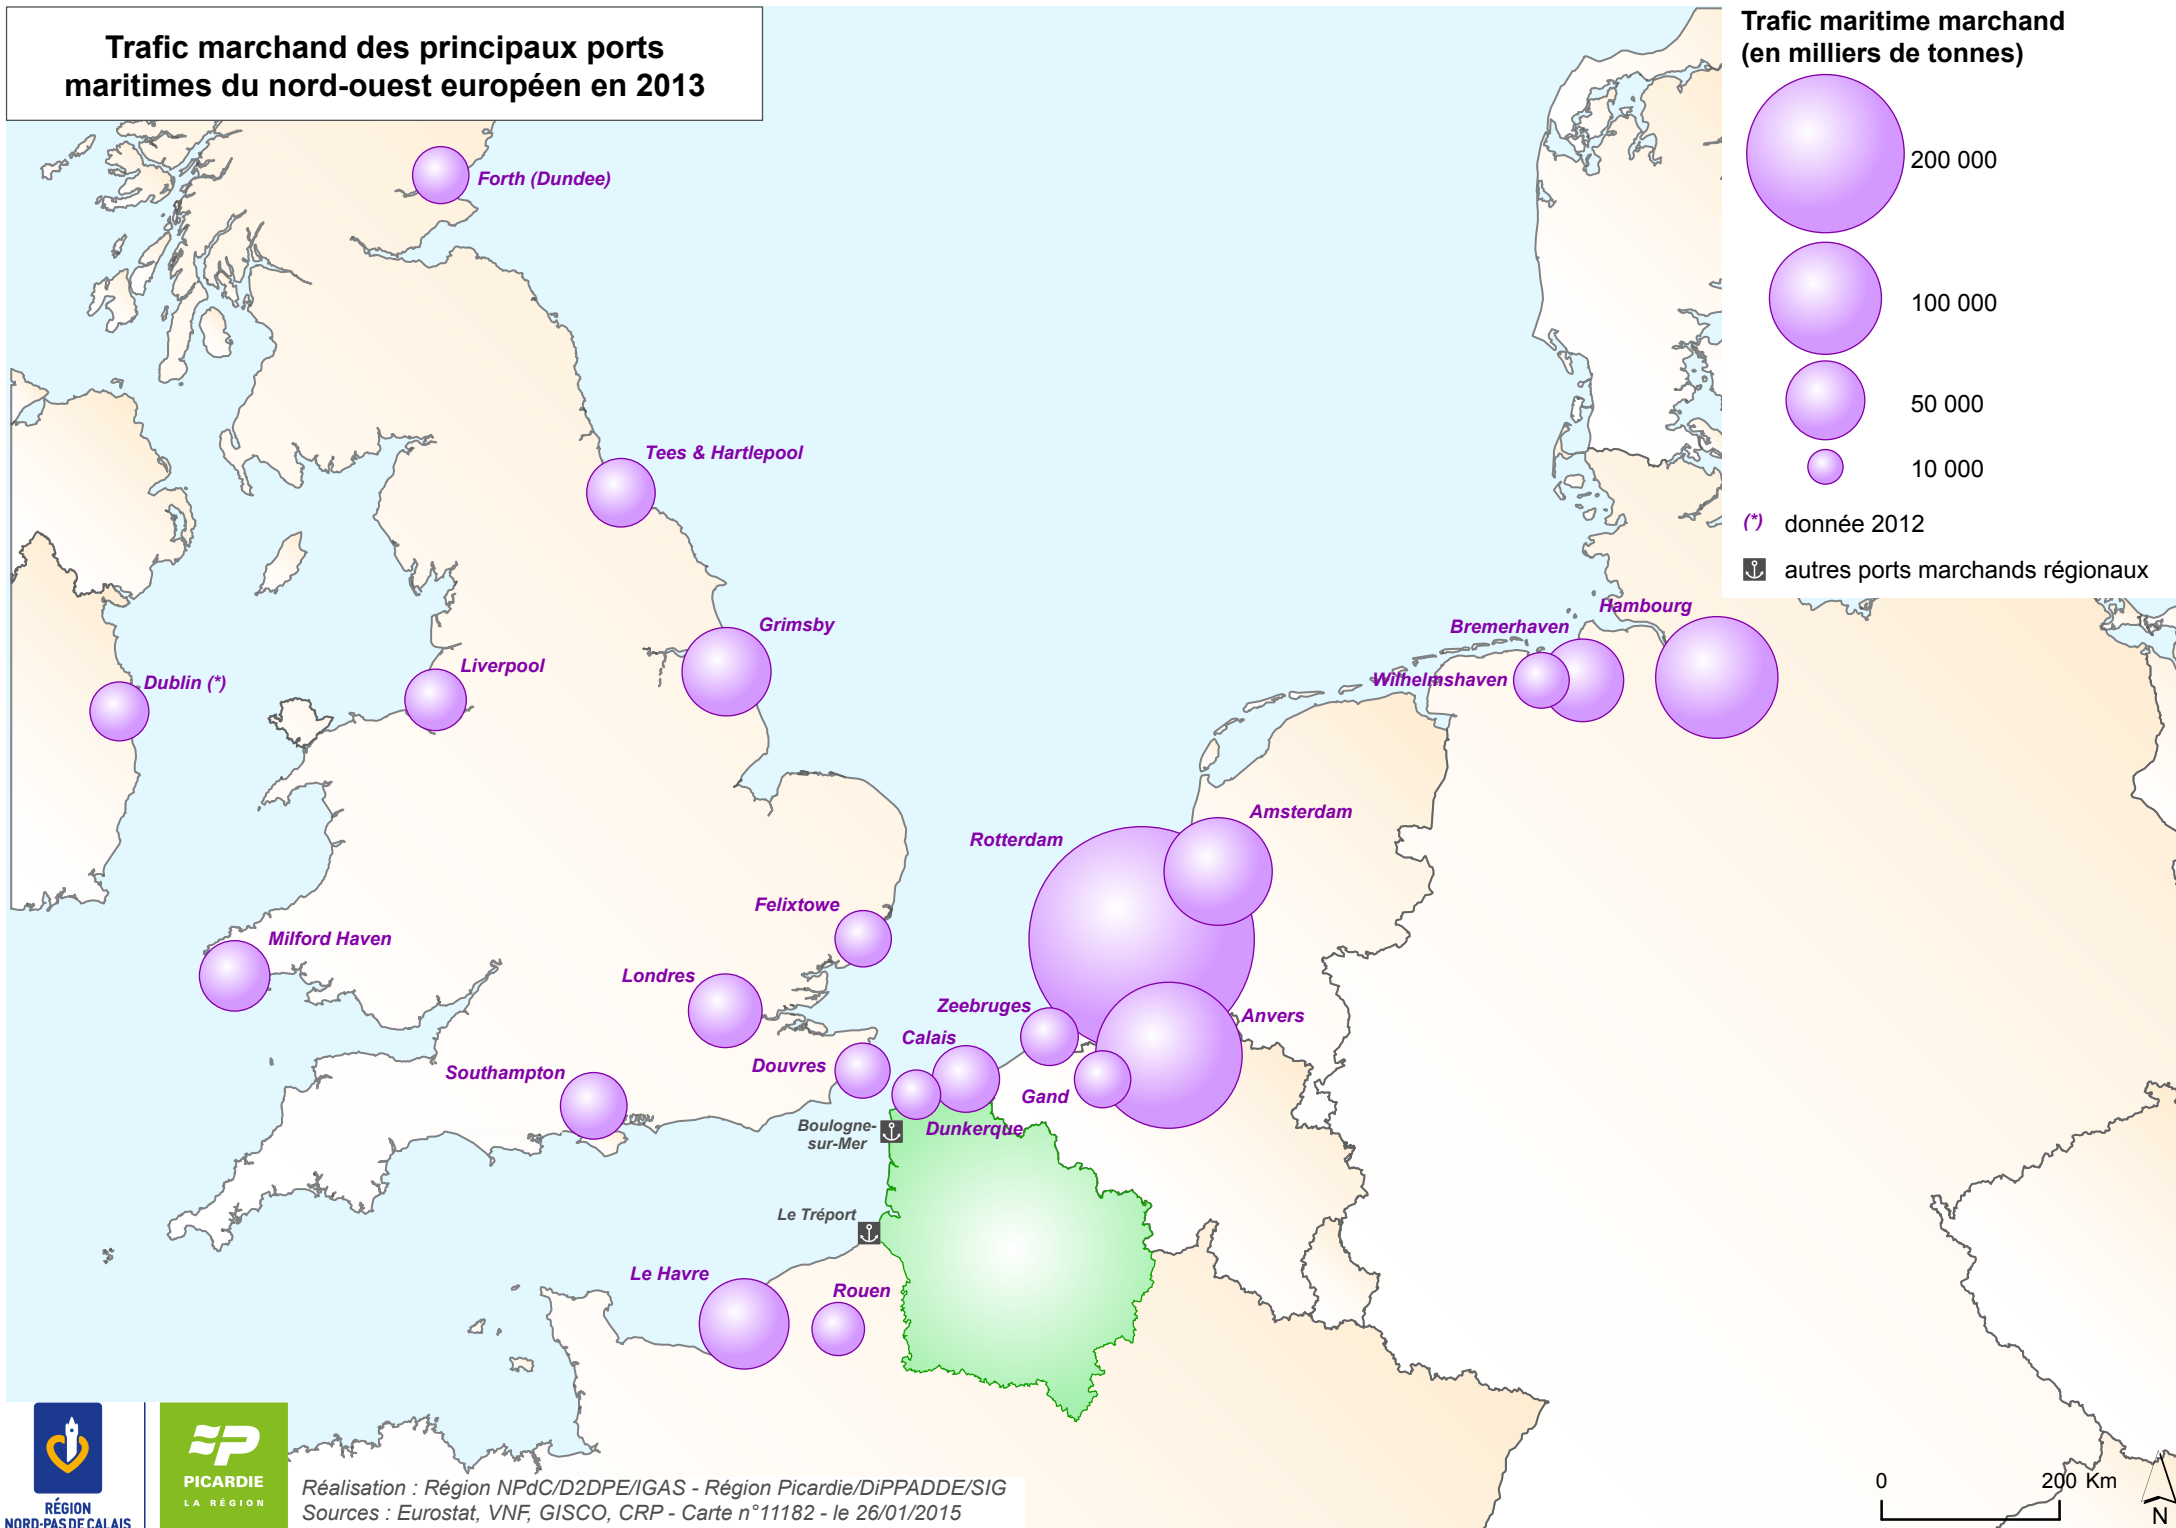 Trafic marchand des principaux ports
maritimes du nord-ouest européen en 2013
Trafic maritime marchand
(en milliers de tonnes)
200 000
100 000
50 000
10 000
(*) donnée 2012
autres ports marchands régionaux
Forth (Dundee)
Tees & Hartlepool
Grimsby
Liverpool
Dublin (*)
Hambourg
Bremerhaven
Wilhelmshaven
Amsterdam
Rotterdam
Felixtowe
Milford Haven
Londres
Zeebruges
Anvers
Calais
Douvres
Southampton
Gand
Boulogne-
sur-Mer
Dunkerque
Le Tréport
Le Havre
Rouen
PICARDIE
LA RÉGION
RÉGION
NORD-PAS DE CALAIS
Réalisation : Région NPdC/D2DPE/IGAS - Région Picardie/DiPPADDE/SIG
Sources : Eurostat, VNF, GISCO, CRP - Carte n°11182 - le 26/01/2015
0 200 Km
N